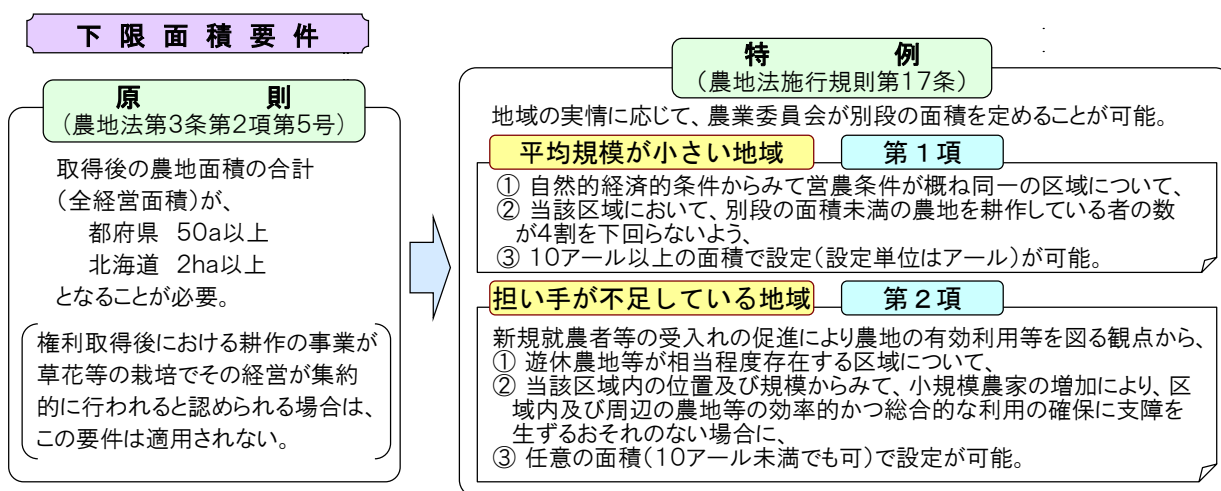 下限面積要件
原則
(農地法第3条第2項第5号)
取得後の農地面積の合計
(全経営面積)が、
都府県 50a以上
北海道 2ha以上
となることが必要。
権利取得後における耕作の事業が
草花等の栽培でその経営が集約
的に行われると認められる場合は、
この要件は適用されない。
特例
(農地法施行規則第17条)
地域の実情に応じて、農業委員会が別段の面積を定めることが可能。
平均規模が小さい地域 第1項
① 自然的経済的条件からみて営農条件が概ね同一の区域について、
② 当該区域において、別段の面積未満の農地を耕作している者の数
が4割を下回らないよう、
③ 10アール以上の面積で設定(設定単位はアール)が可能。
担い手が不足している地域 第2項
新規就農者等の受入れの促進により農地の有効利用等を図る観点から、
① 遊休農地等が相当程度存在する区域について、
② 当該区域内の位置及び規模からみて、小規模農家の増加により、区
域内及び周辺の農地等の効率的かつ総合的な利用の確保に支障を
生ずるおそれのない場合に、
③ 任意の面積(10アール未満でも可)で設定が可能。